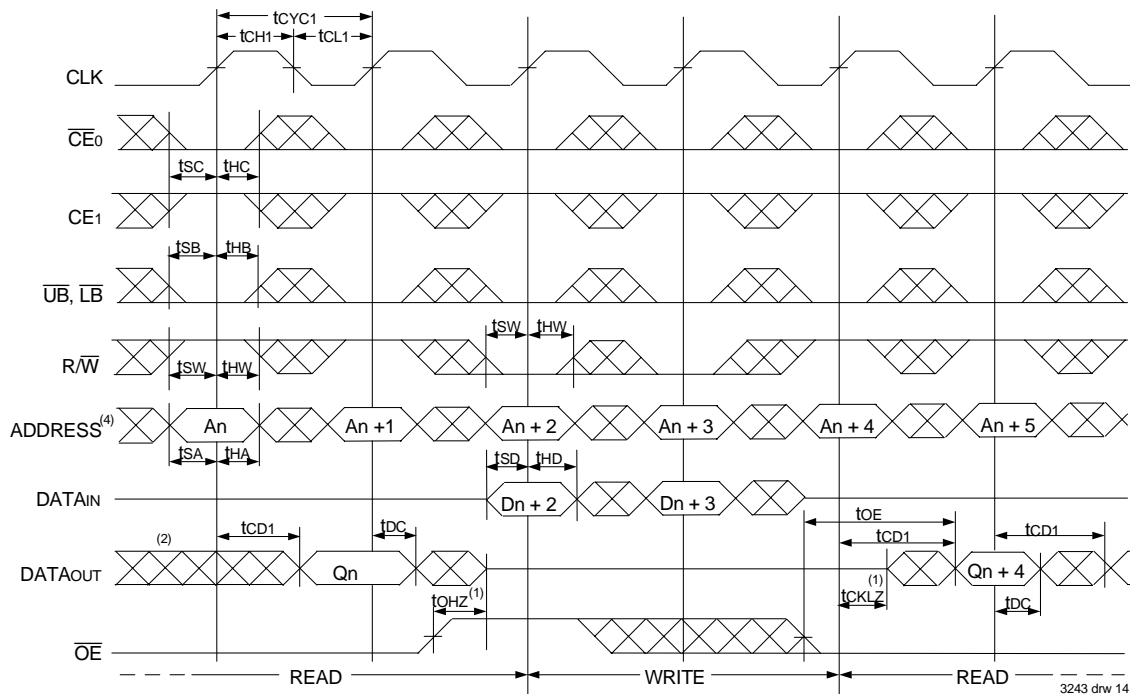 tCYC1
tCH1 tCL1
CLK
CE0
tSC tHC
CE1
tSB tHB
UB, LB
tSW tHW
R/W
tSW tHW
ADDRESS(4) An An +1 An + 2 An + 3 An + 4 An + 5
tSA tHA tSD tHD
DATAIN Dn + 2 Dn + 3
tOE
(2) tCD1 tDC tCD1 tCD1
DATAOUT Qn Qn + 4
tOHZ(1) tCKLZ(1) tDC
OE
READ WRITE READ
3243 drw 14